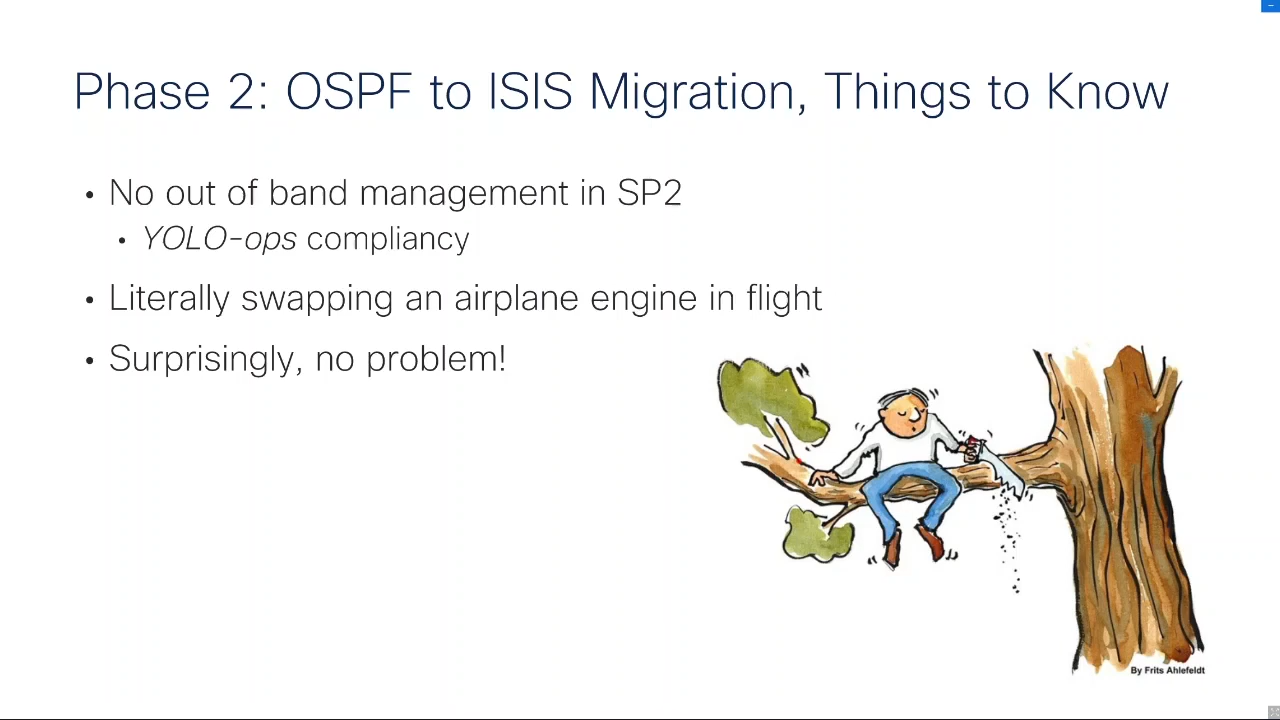 Phase 2: OSPF to ISIS Migration, Things to Know
• No out of band management in SP2
• YOLO-ops compliancy
• Literally swapping an airplane engine in flight
• Surprisingly, no problem!
By Frits Ahlefeldt